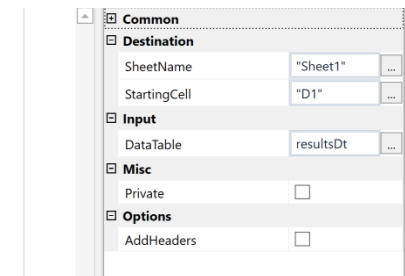 Common
Destination
SheetName "Sheet1" ...
StartingCell "D1" ...
Input
DataTable resultsDt ...
Misc
Private
Options
AddHeaders